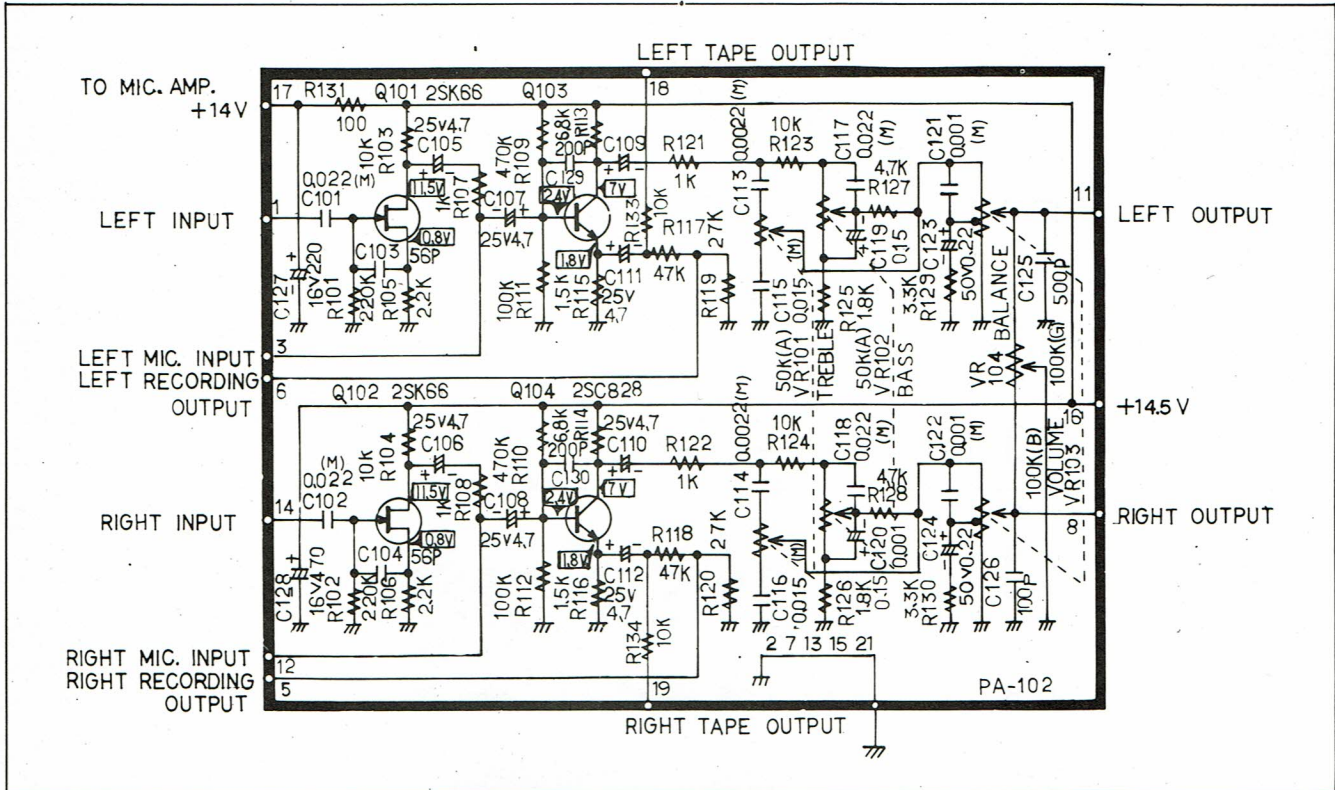 LEFT TAPE OUTPUT
TO MIC. AMP.
+14V
17
R131
100
Q101 2SK66
Q103
18
10K
R103
25V4,7
C105
470K
R109
6.8K
R113
200P
C129
C109
R121
1K
0.0022(M)
C113
10K
R123
C117
0.022
(M)
C121
0.001
(M)
0.022(M)
C101
11.5V
1K
R107
C107
25V4.7
2.4V
7V
R133
10K
R117
47K
27K
R119
4,7K
R127
1
LEFT INPUT
0.8V
56P
C103
1.8V
C111
25V
4.7
(M)
C119
0.15
C123
50V0.22
11
LEFT OUTPUT
C127
16V220
R101
220K
R105
2.2K
100K
R111
1.5K
R115
C115
0.015
R125
1.8K
3.3K
R129
BALANCE
C125
500P
LEFT MIC. INPUT
3
LEFT RECORDING
OUTPUT
6
50K(A)
VR101
TREBLE
50K(A)
VR102
BASS
VR
104
100K(G)
Q102 2SK66
Q104 2SC828
16
+14.5V
10K
R104
25V4,7
C106
470K
R110
6.8K
R114
200P
C130
C110
R122
1K
0.0022(M)
C114
10K
R124
C118
0.022
(M)
C122
0.001
(M)
100K(B)
VOLUME
VR103
0.022
(M)
C102
11.5V
1K
R108
C108
25V4.7
2.4V
7V
47K
R128
14
RIGHT INPUT
0.8V
56P
C104
1.8V
C112
25V
4.7
R118
47K
27K
R120
(M)
C120
0.001
C124
8
RIGHT OUTPUT
C128
16V470
R102
220K
R106
2.2K
100K
R112
1.5K
R116
R134
10K
C116
0.015
R126
1.8K
0.15
3.3K
R130
50V0.22
C126
100P
RIGHT MIC. INPUT
12
RIGHT RECORDING
OUTPUT
5
19
2 7 13 15 21
PA-102
RIGHT TAPE OUTPUT